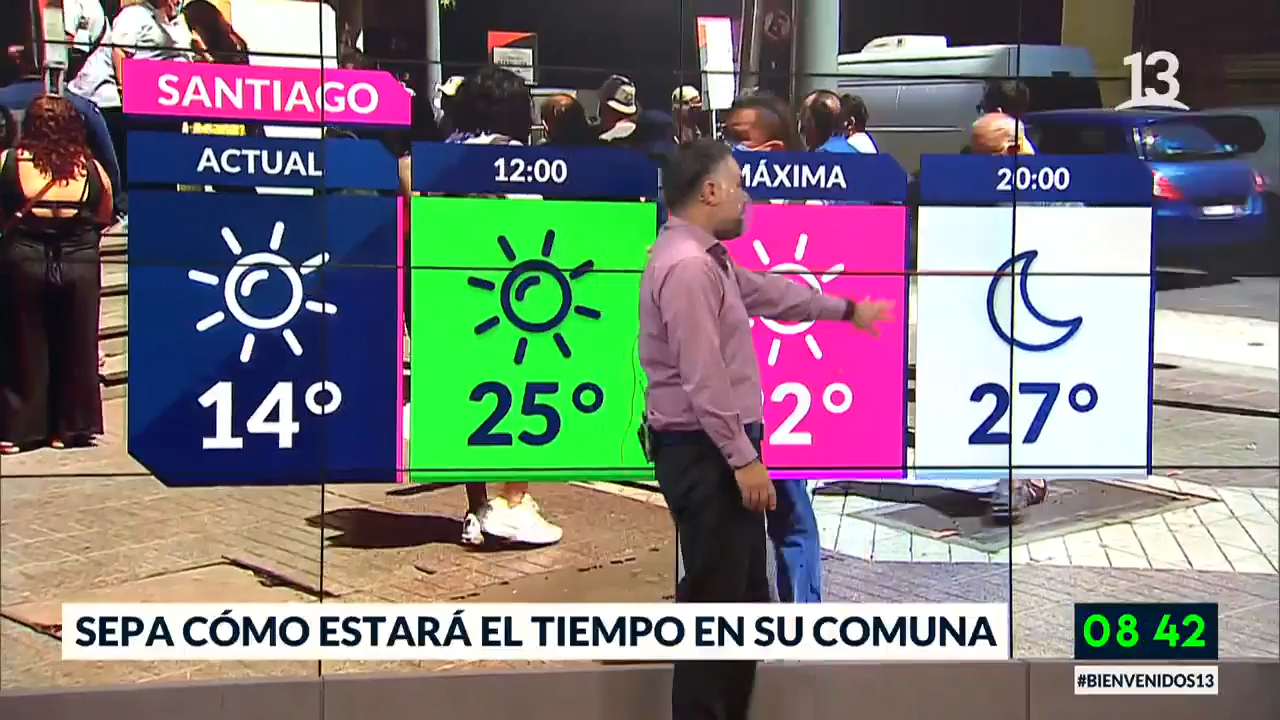 13
SANTIAGO
ACTUAL
12:00
MÁXIMA
20:00
14°
25°
2°
27°
SEPA CÓMO ESTARÁ EL TIEMPO EN SU COMUNA
08 42
#BIENVENIDOS13